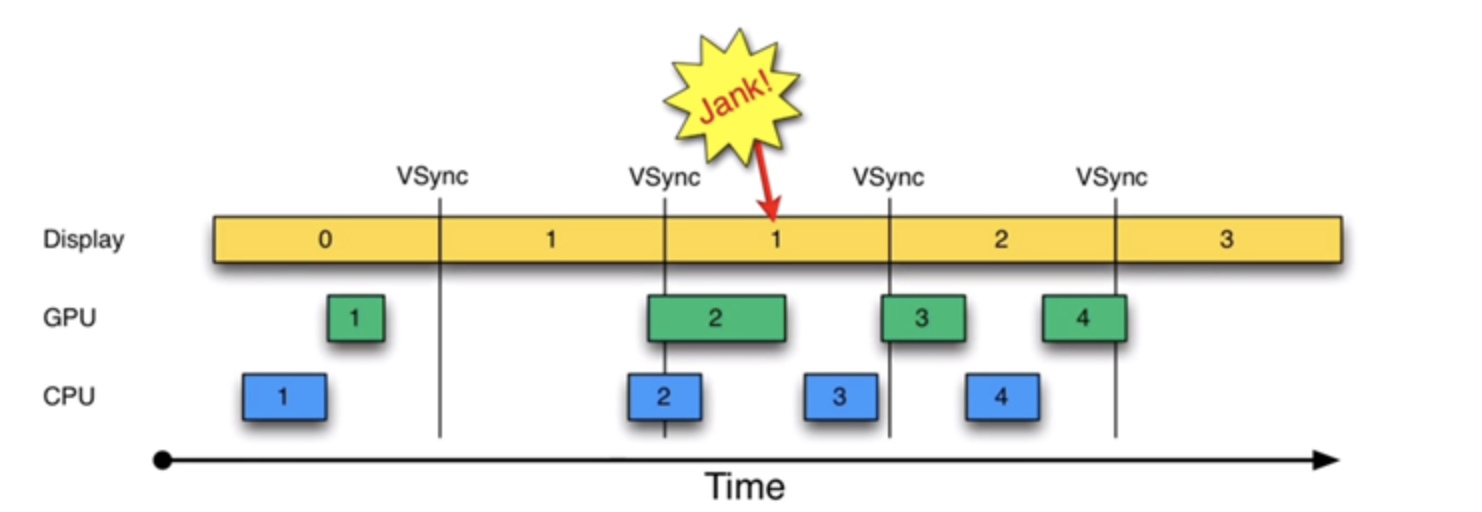 Jank!
VSync VSync VSync VSync
Display 0 1 1 2 3
GPU 1 2 3 4
CPU 1 2 3 4
Time